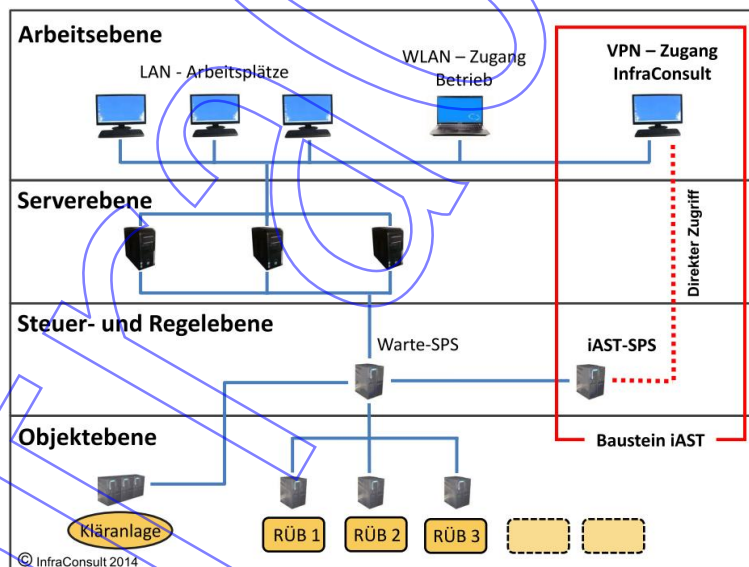 Arbeitsebene
LAN - Arbeitsplätze
WLAN – Zugang
Betrieb
VPN – Zugang
InfraConsult
Serverebene
Direkter Zugriff
Steuer- und Regelebene
Warte-SPS
iAST-SPS
Objektebene
Baustein iAST
Kläranlage
RÜB 1
RÜB 2
RÜB 3
© InfraConsult 2014